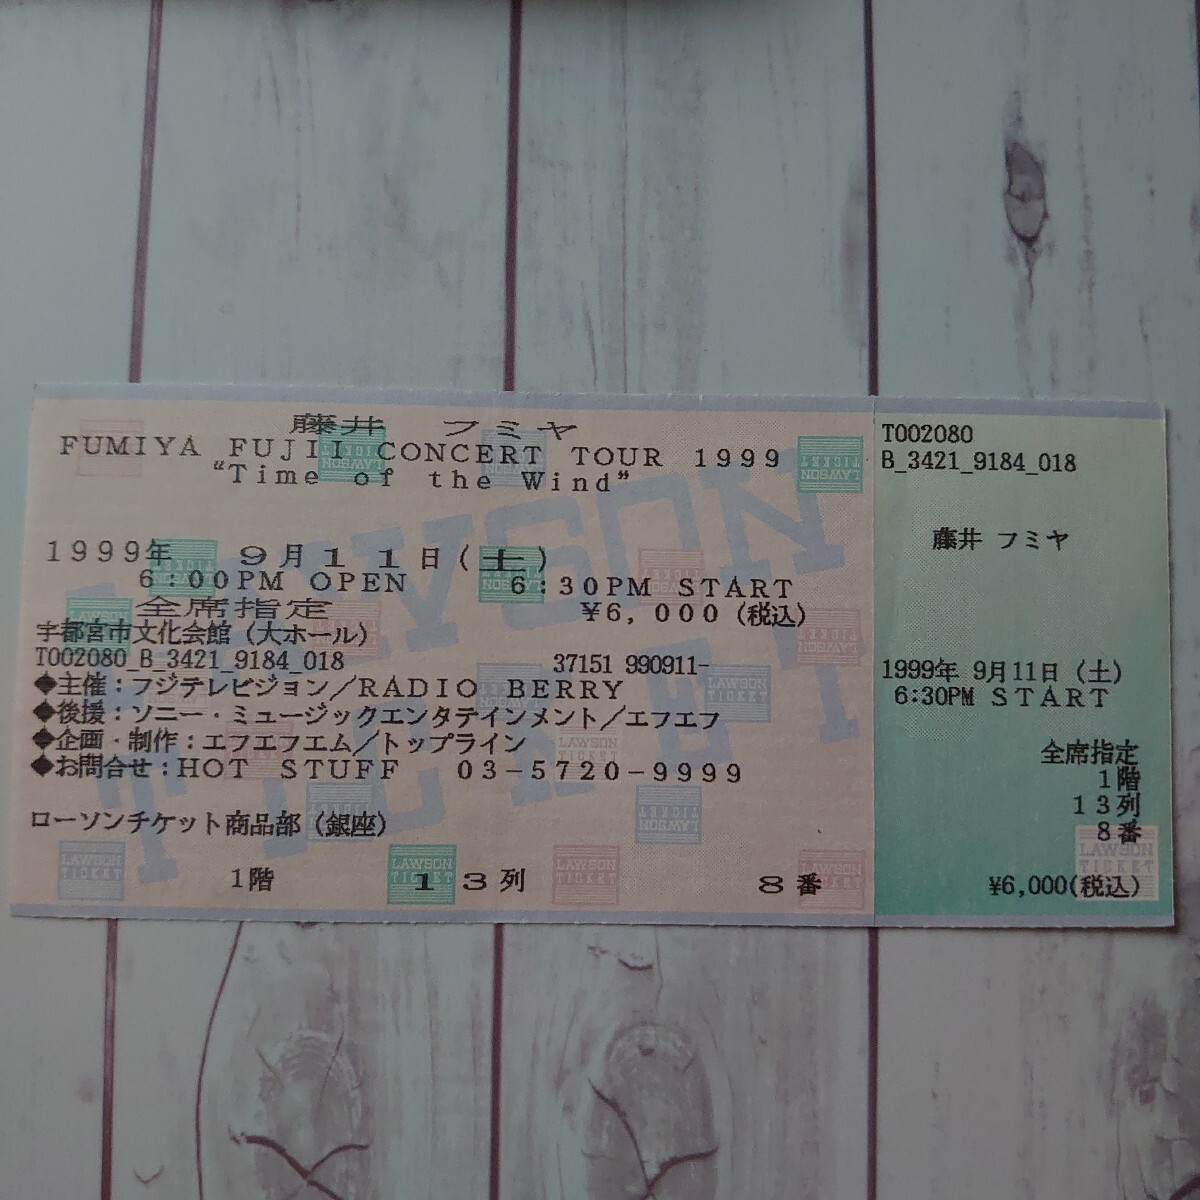 藤井 フミヤ
FUMIYA FUJII CONCERT TOUR 1999
“Time of the Wind”
1999年 9月11日(土)
6:00PM OPEN 6:30PM START
全席指定 ¥6,000(税込)
宇都宮市文化会館(大ホール)
T002080_B_3421_9184_018 37151 990911-
◆主催:フジテレビジョン/RADIO BERRY
◆後援:ソニー・ミュージックエンタテインメント/エフエフ
◆企画・制作:エフエフエム/トップライン
◆お問合せ:HOT STUFF 03-5720-9999
ローソンチケット商品部(銀座)
1階 13列 8番
T002080
B_3421_9184_018
藤井 フミヤ
1999年 9月11日(土)
6:30PM START
全席指定
1階
13列
8番
¥6,000(税込)
LAWSON
TICKET